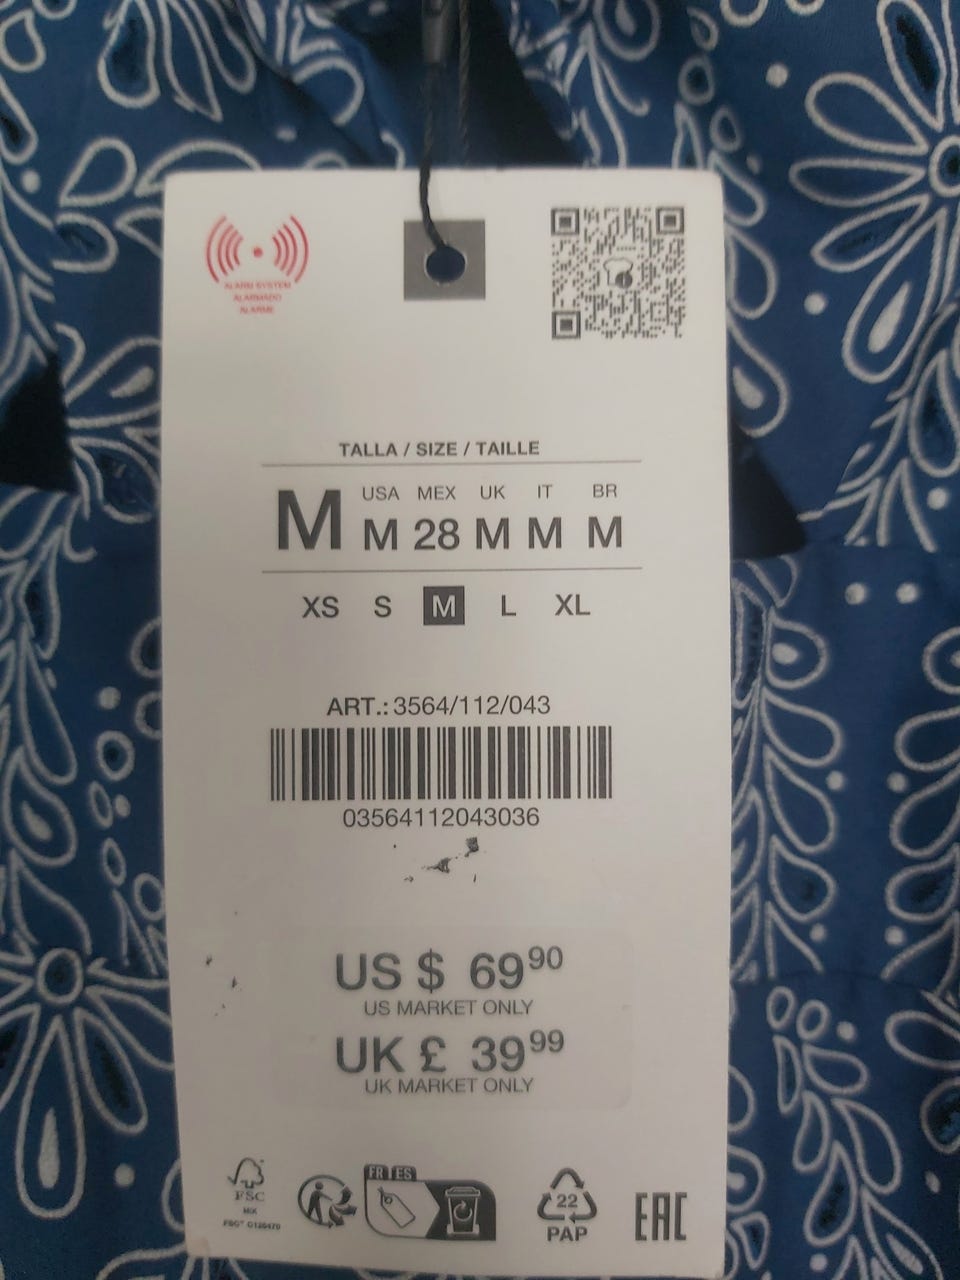 ALARM SYSTEM
ALARMADO
ALARME
TALLA / SIZE / TAILLE
USA MEX UK IT BR
M M 28 M M M
XS S M L XL
ART.: 3564/112/043
03564112043036
US $ 69 90
US MARKET ONLY
UK £ 39 99
UK MARKET ONLY
FR ES
FSC
MIX
FSC® C128470
22
PAP
EAC